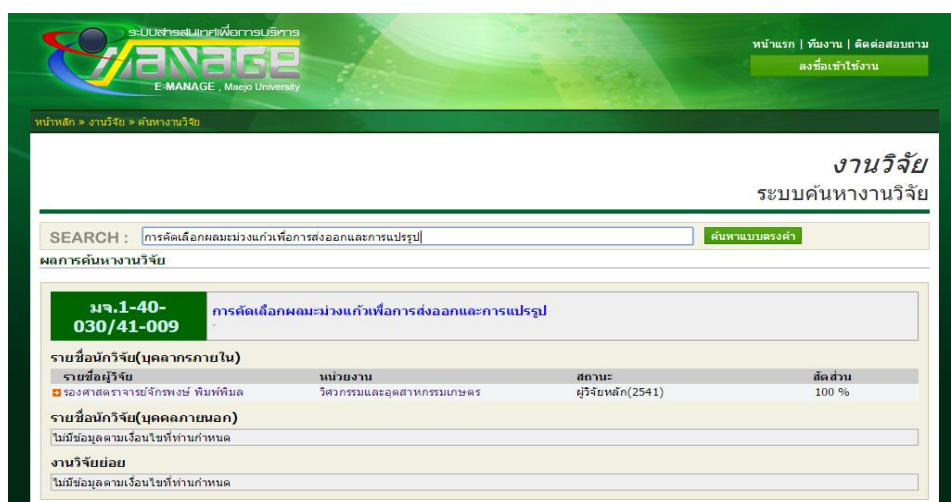 ระบบสารสนเทศเพื่อการบริหาร
MANAGE
E-MANAGE , Maejo University
หน้าแรก | ทีมงาน | ติดต่อสอบถาม
ลงชื่อเข้าใช้งาน
หน้าหลัก » งานวิจัย » ค้นหางานวิจัย
งานวิจัย
ระบบค้นหางานวิจัย
SEARCH : การคัดเลือกผลมะม่วงแก้วเพื่อการส่งออกและการแปรรูป ค้นหาแบบตรงคำ
ผลการค้นหางานวิจัย
มจ.1-40-
030/41-009
การคัดเลือกผลมะม่วงแก้วเพื่อการส่งออกและการแปรรูป
-
รายชื่อนักวิจัย(บุคลากรภายใน)
รายชื่อผู้วิจัย หน่วยงาน สถานะ สัดส่วน
รองศาสตราจารย์จักรพงษ์ พิมพ์พิมล วิศวกรรมและอุตสาหกรรมเกษตร ผู้วิจัยหลัก(2541) 100 %
รายชื่อนักวิจัย(บุคคลภายนอก)
ไม่มีข้อมูลตามเงื่อนไขที่ท่านกำหนด
งานวิจัยย่อย
ไม่มีข้อมูลตามเงื่อนไขที่ท่านกำหนด